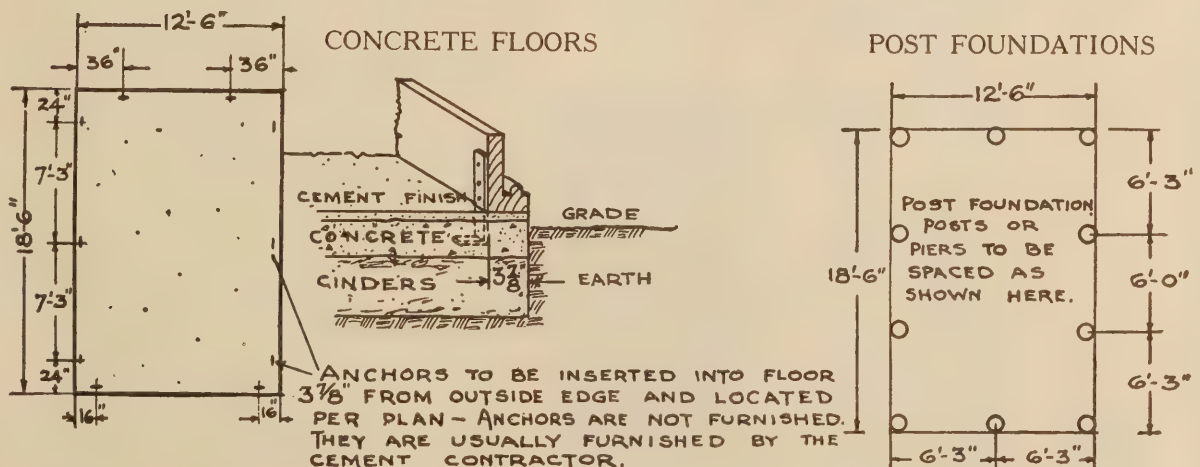 CONCRETE FLOORS
12'-6"
36"
36"
24"
7'-3"
18'-6"
7'-3"
24"
16"
16"
CEMENT FINISH
CONCRETE
CINDERS
3 7/8"
GRADE
EARTH
ANCHORS TO BE INSERTED INTO FLOOR
3 7/8" FROM OUTSIDE EDGE AND LOCATED
PER PLAN – ANCHORS ARE NOT FURNISHED.
THEY ARE USUALLY FURNISHED BY THE
CEMENT CONTRACTOR.
POST FOUNDATIONS
12'-6"
POST FOUNDATION
POSTS OR
PIERS TO BE
SPACED AS
SHOWN HERE.
18'-6"
6'-3"
6'-0"
6'-3"
6'-3"
6'-3"